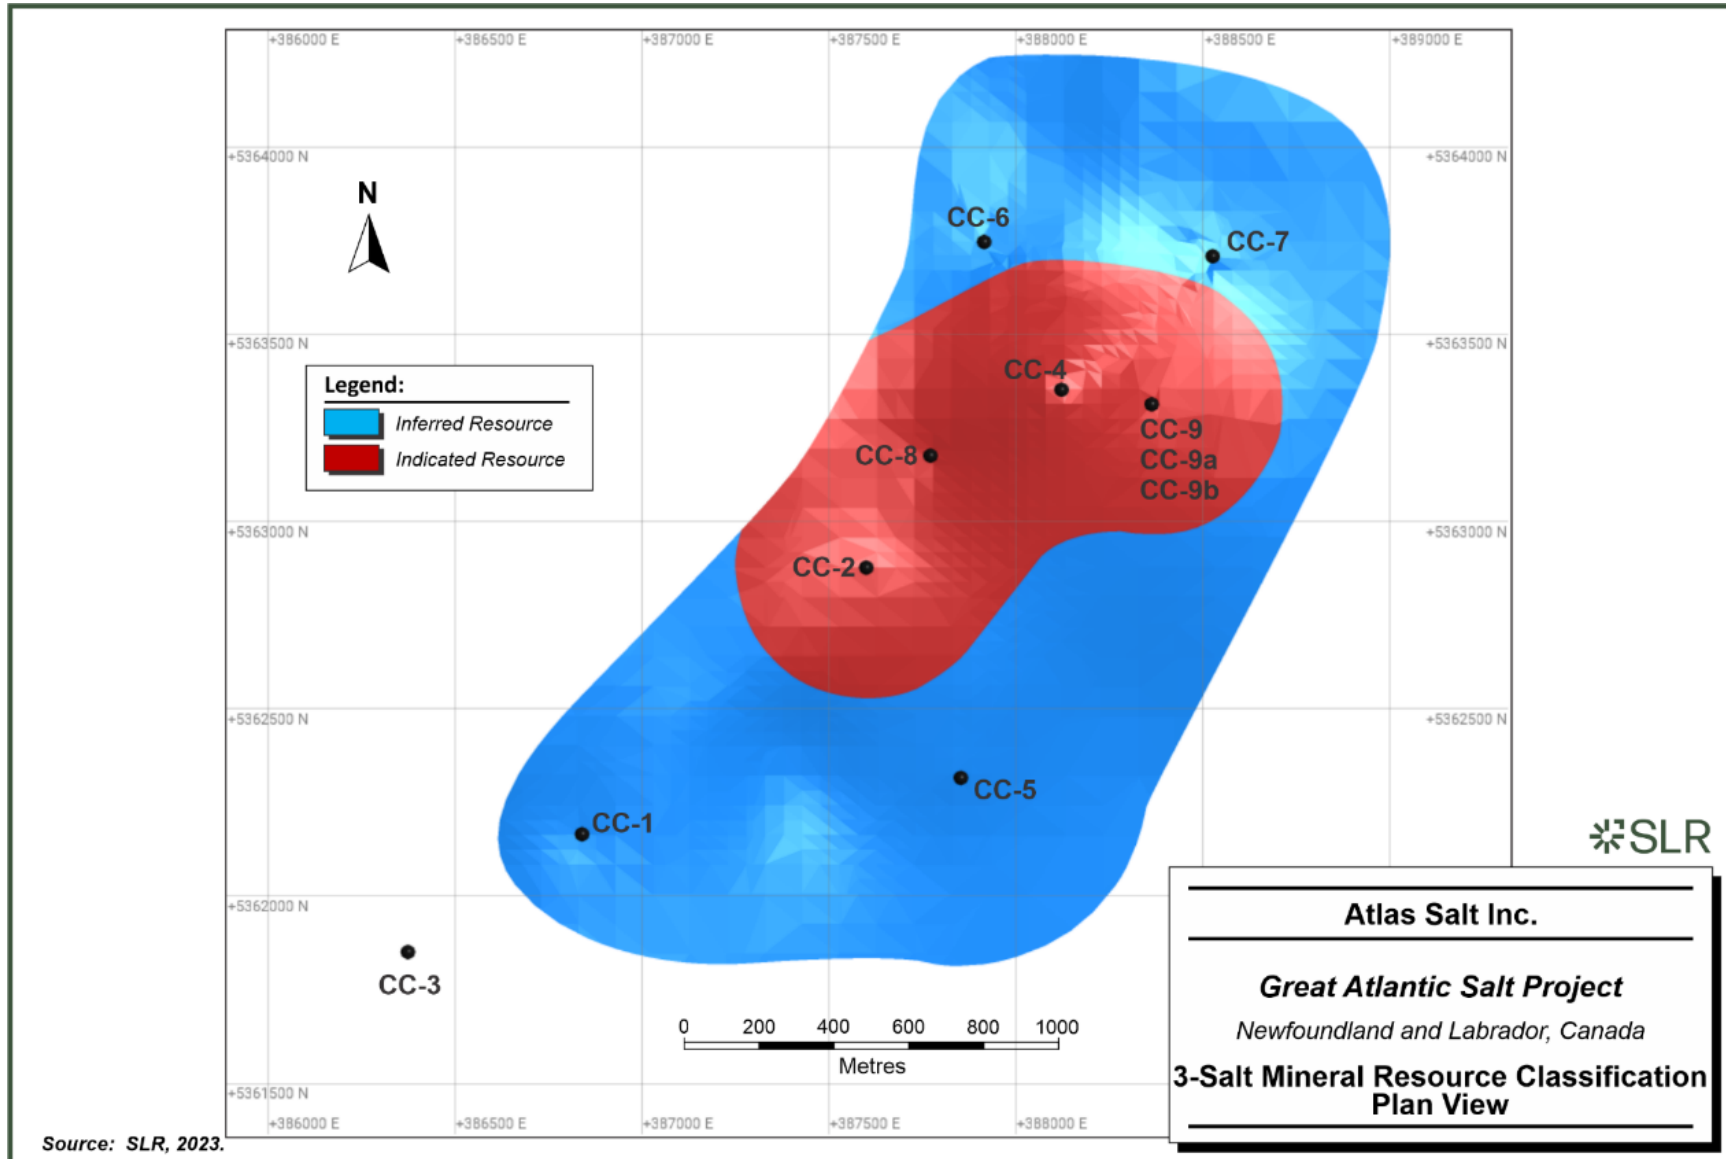 +386000 E +386500 E +387000 E +387500 E +388000 E +388500 E +389000 E
+5364000 N +5364000 N
N
CC-6
CC-7
+5363500 N +5363500 N
CC-4
Legend:
Inferred Resource
Indicated Resource
CC-9
CC-8
CC-9a
CC-9b
+5363000 N +5363000 N
CC-2
+5362500 N +5362500 N
CC-5
CC-1
SLR
+5362000 N
CC-3
0 200 400 600 800 1000
Metres
+5361500 N
+386000 E +386500 E +387000 E +387500 E +388000 E
Atlas Salt Inc.
Great Atlantic Salt Project
Newfoundland and Labrador, Canada
3-Salt Mineral Resource Classification
Plan View
Source: SLR, 2023.